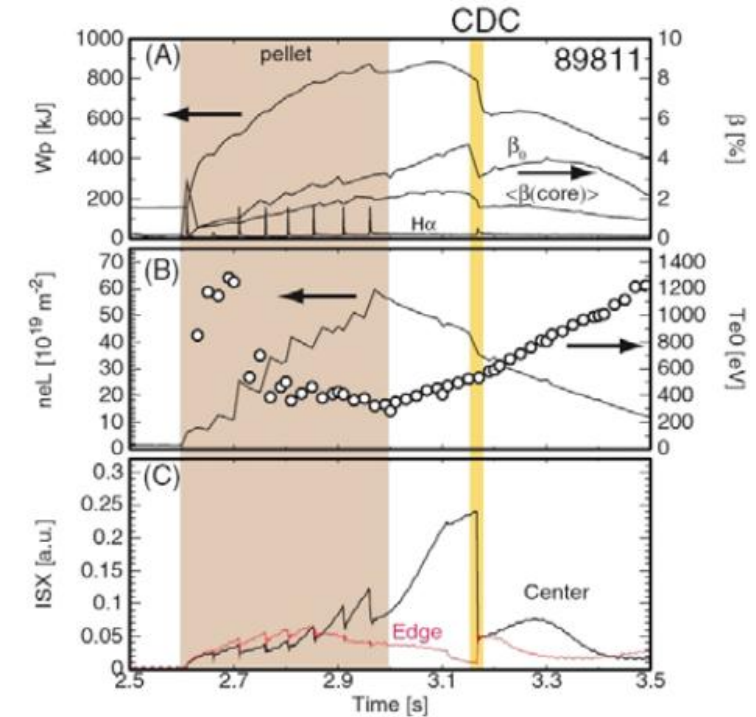 CDC
1000
800
600
400
200
0
Wp [kJ]
(A)
pellet
89811
β₀
<β(core)>
Hα
10
8
6
4
2
0
β [%]
70
60
50
40
30
20
10
0
neL [10¹⁹ m⁻²]
(B)
1400
1200
1000
800
600
400
200
0
Te0 [eV]
0.3
0.25
0.2
0.15
0.1
0.05
0
ISX [a.u.]
(C)
Center
Edge
2.5 2.7 2.9 3.1 3.3 3.5
Time [s]